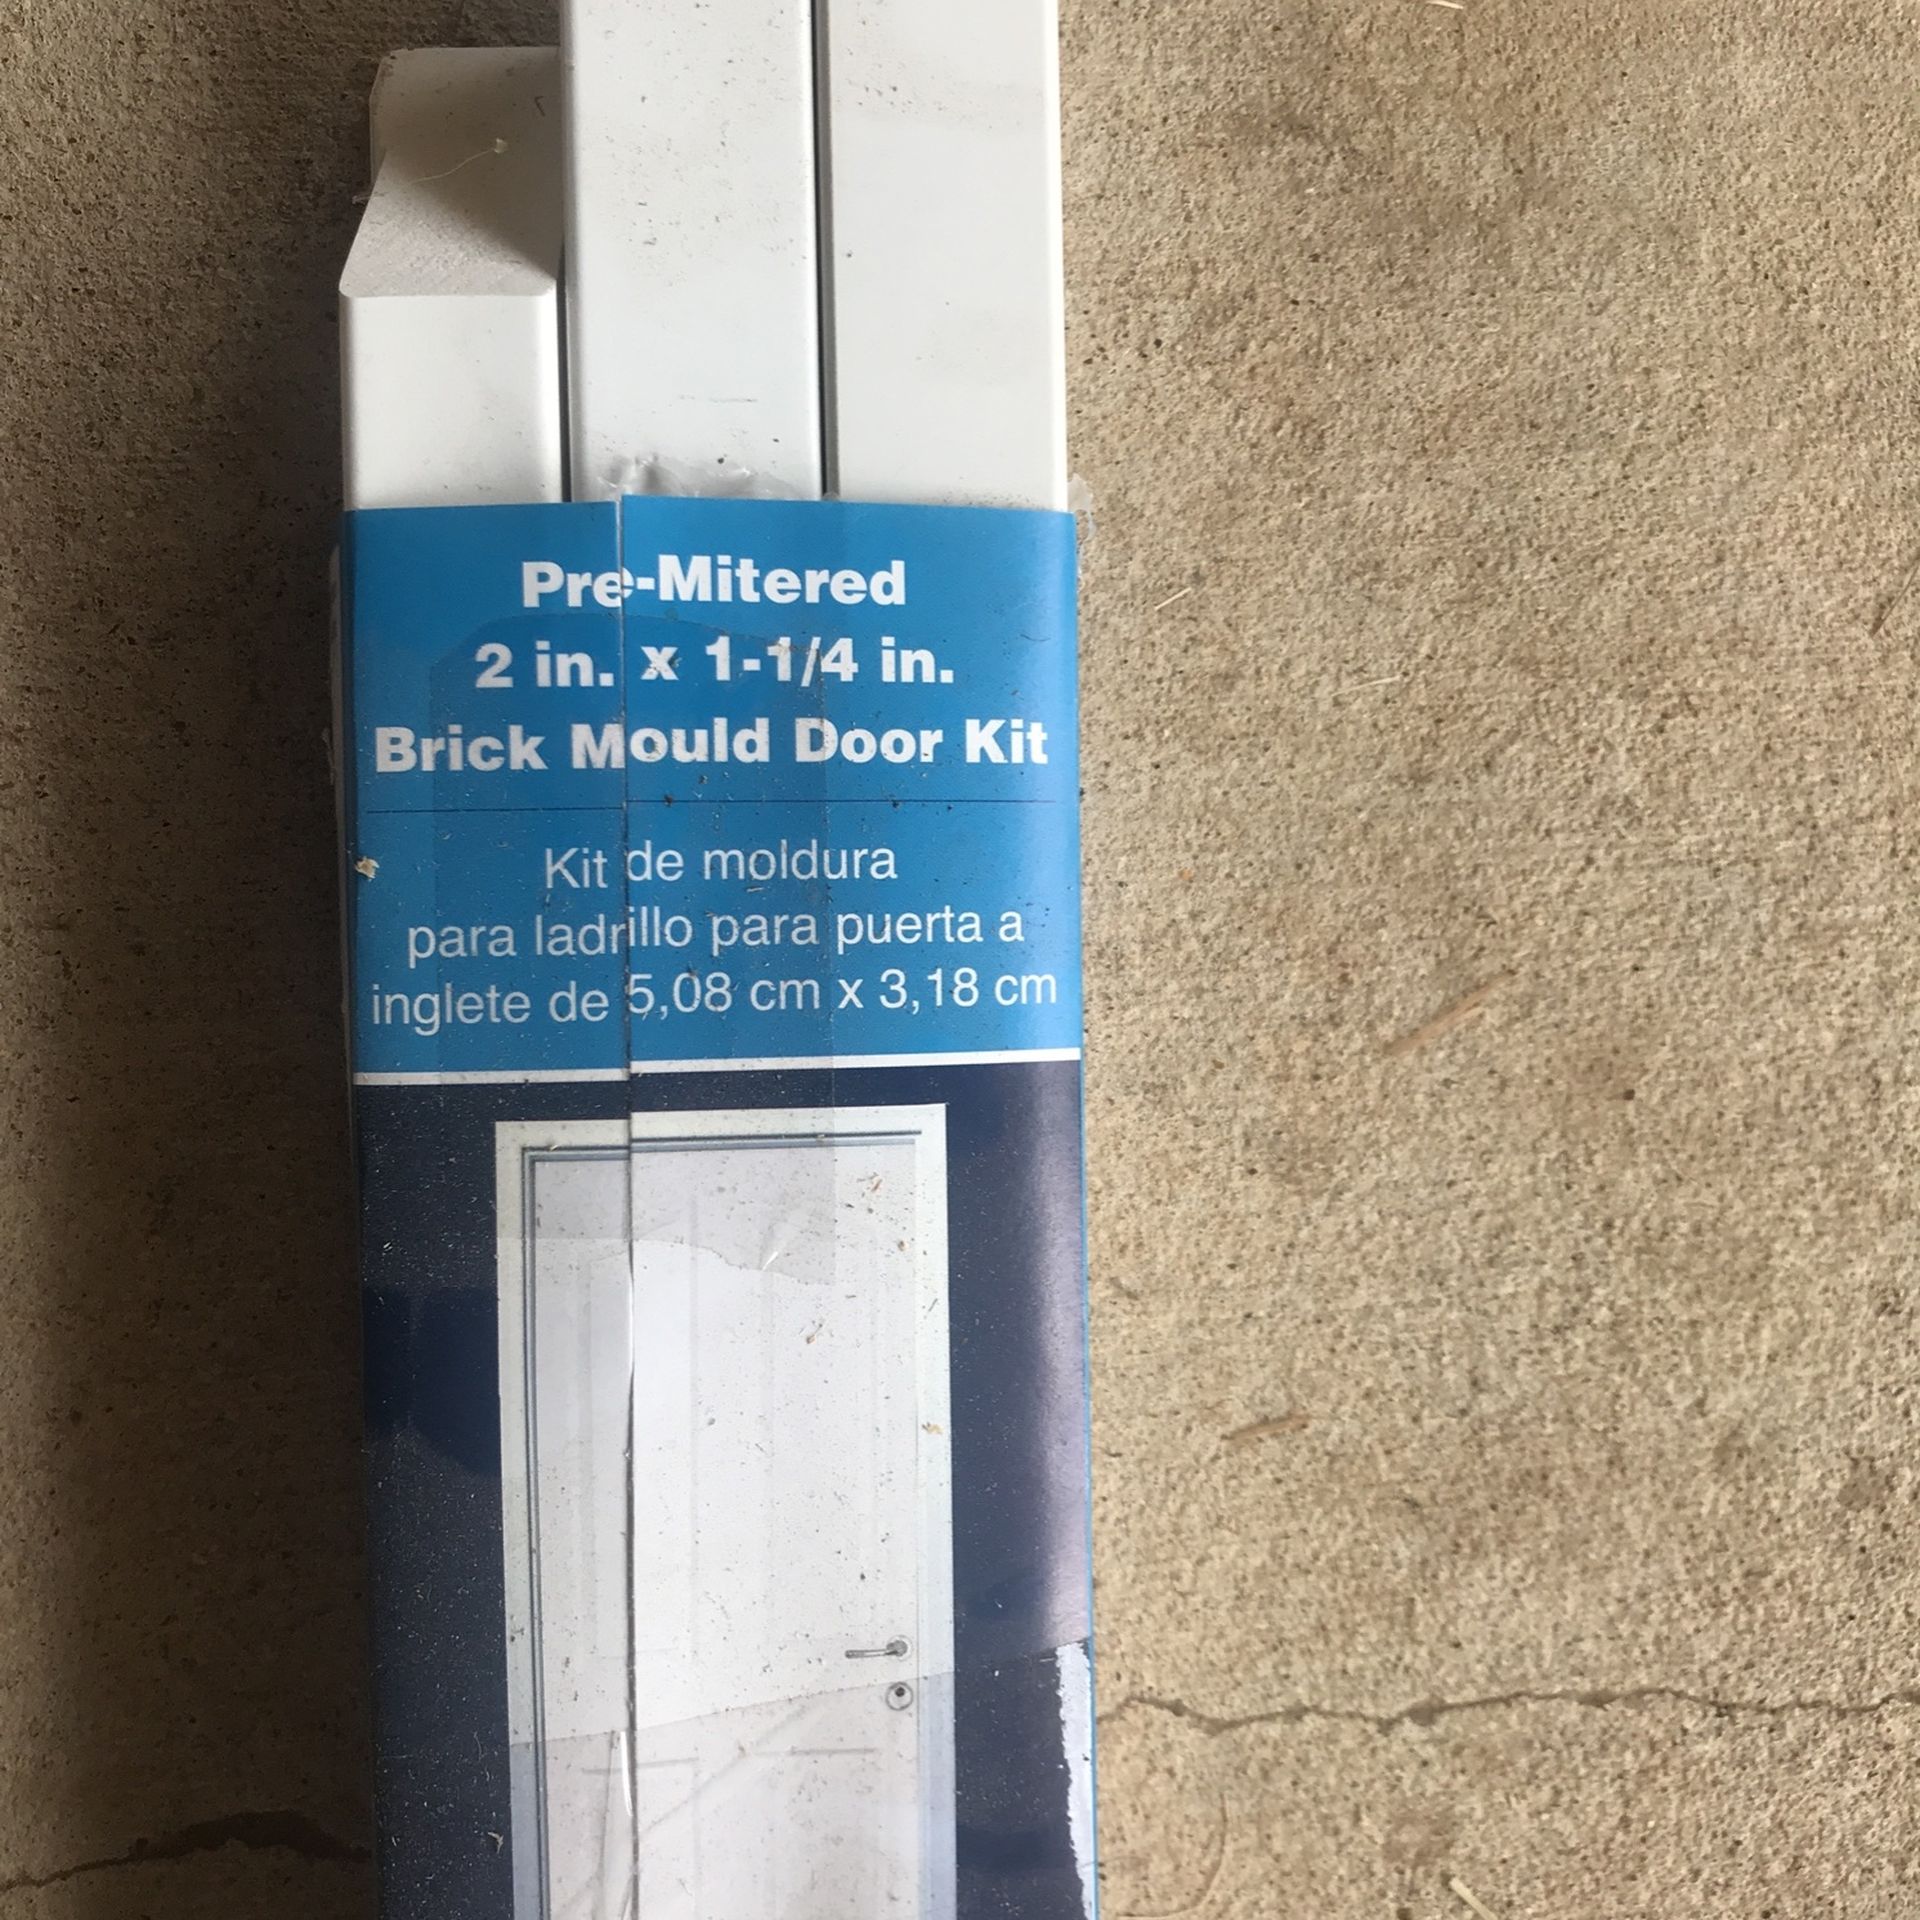 Pre-Mitered
2 in. x 1-1/4 in.
Brick Mould Door Kit
Kit de moldura
para ladrillo para puerta a
inglete de 5,08 cm x 3,18 cm